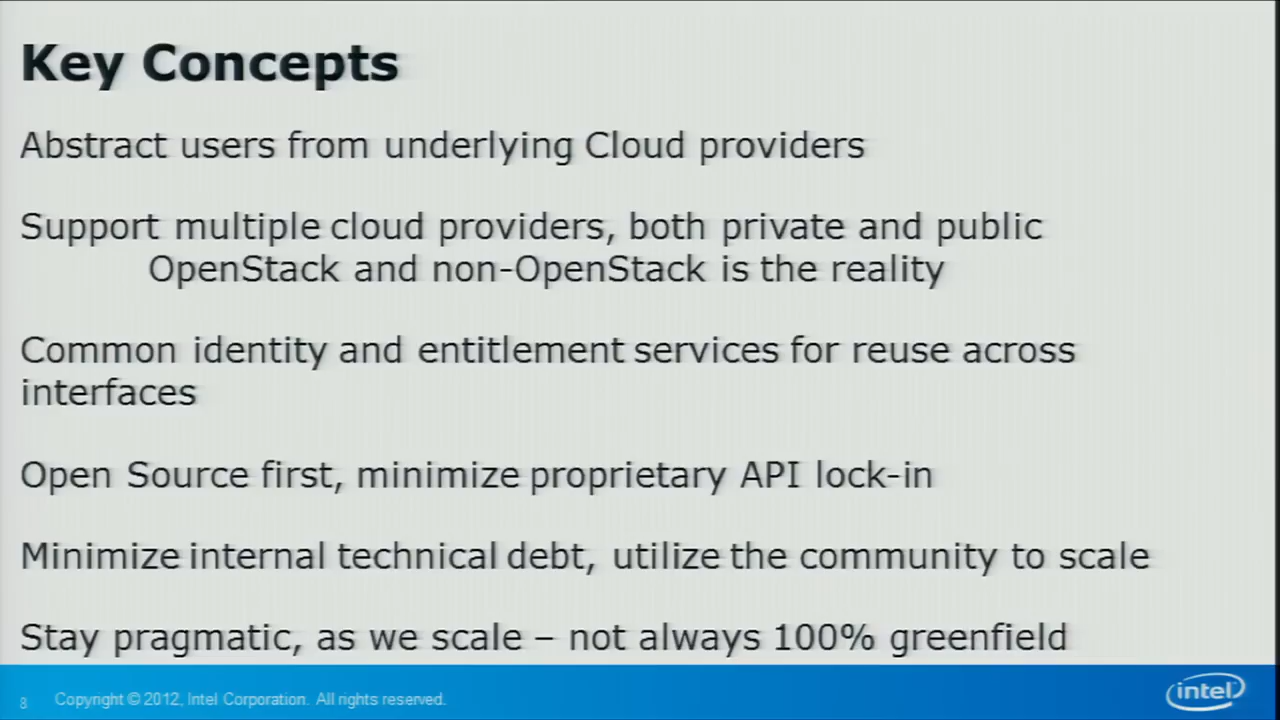 Key Concepts
Abstract users from underlying Cloud providers
Support multiple cloud providers, both private and public
OpenStack and non-OpenStack is the reality
Common identity and entitlement services for reuse across
interfaces
Open Source first, minimize proprietary API lock-in
Minimize internal technical debt, utilize the community to scale
Stay pragmatic, as we scale – not always 100% greenfield
8 Copyright © 2012, Intel Corporation. All rights reserved.
intel